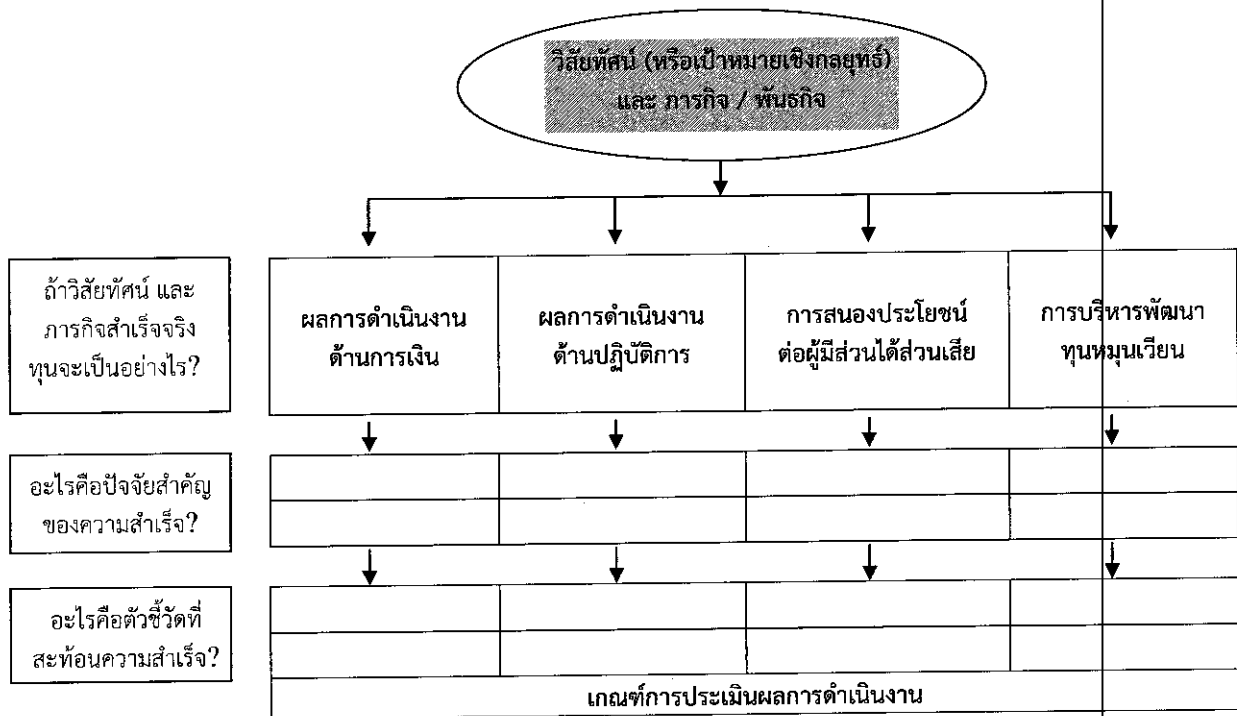 วิสัยทัศน์ (หรือเป้าหมายเชิงกลยุทธ์)
และ ภารกิจ / พันธกิจ
ถ้าวิสัยทัศน์ และ
ภารกิจสำเร็จจริง
ทุนจะเป็นอย่างไร?
ผลการดำเนินงาน
ด้านการเงิน
ผลการดำเนินงาน
ด้านปฏิบัติการ
การสนองประโยชน์
ต่อผู้มีส่วนได้ส่วนเสีย
การบริหารพัฒนา
ทุนหมุนเวียน
อะไรคือปัจจัยสำคัญ
ของความสำเร็จ?
อะไรคือตัวชี้วัดที่
สะท้อนความสำเร็จ?
เกณฑ์การประเมินผลการดำเนินงาน